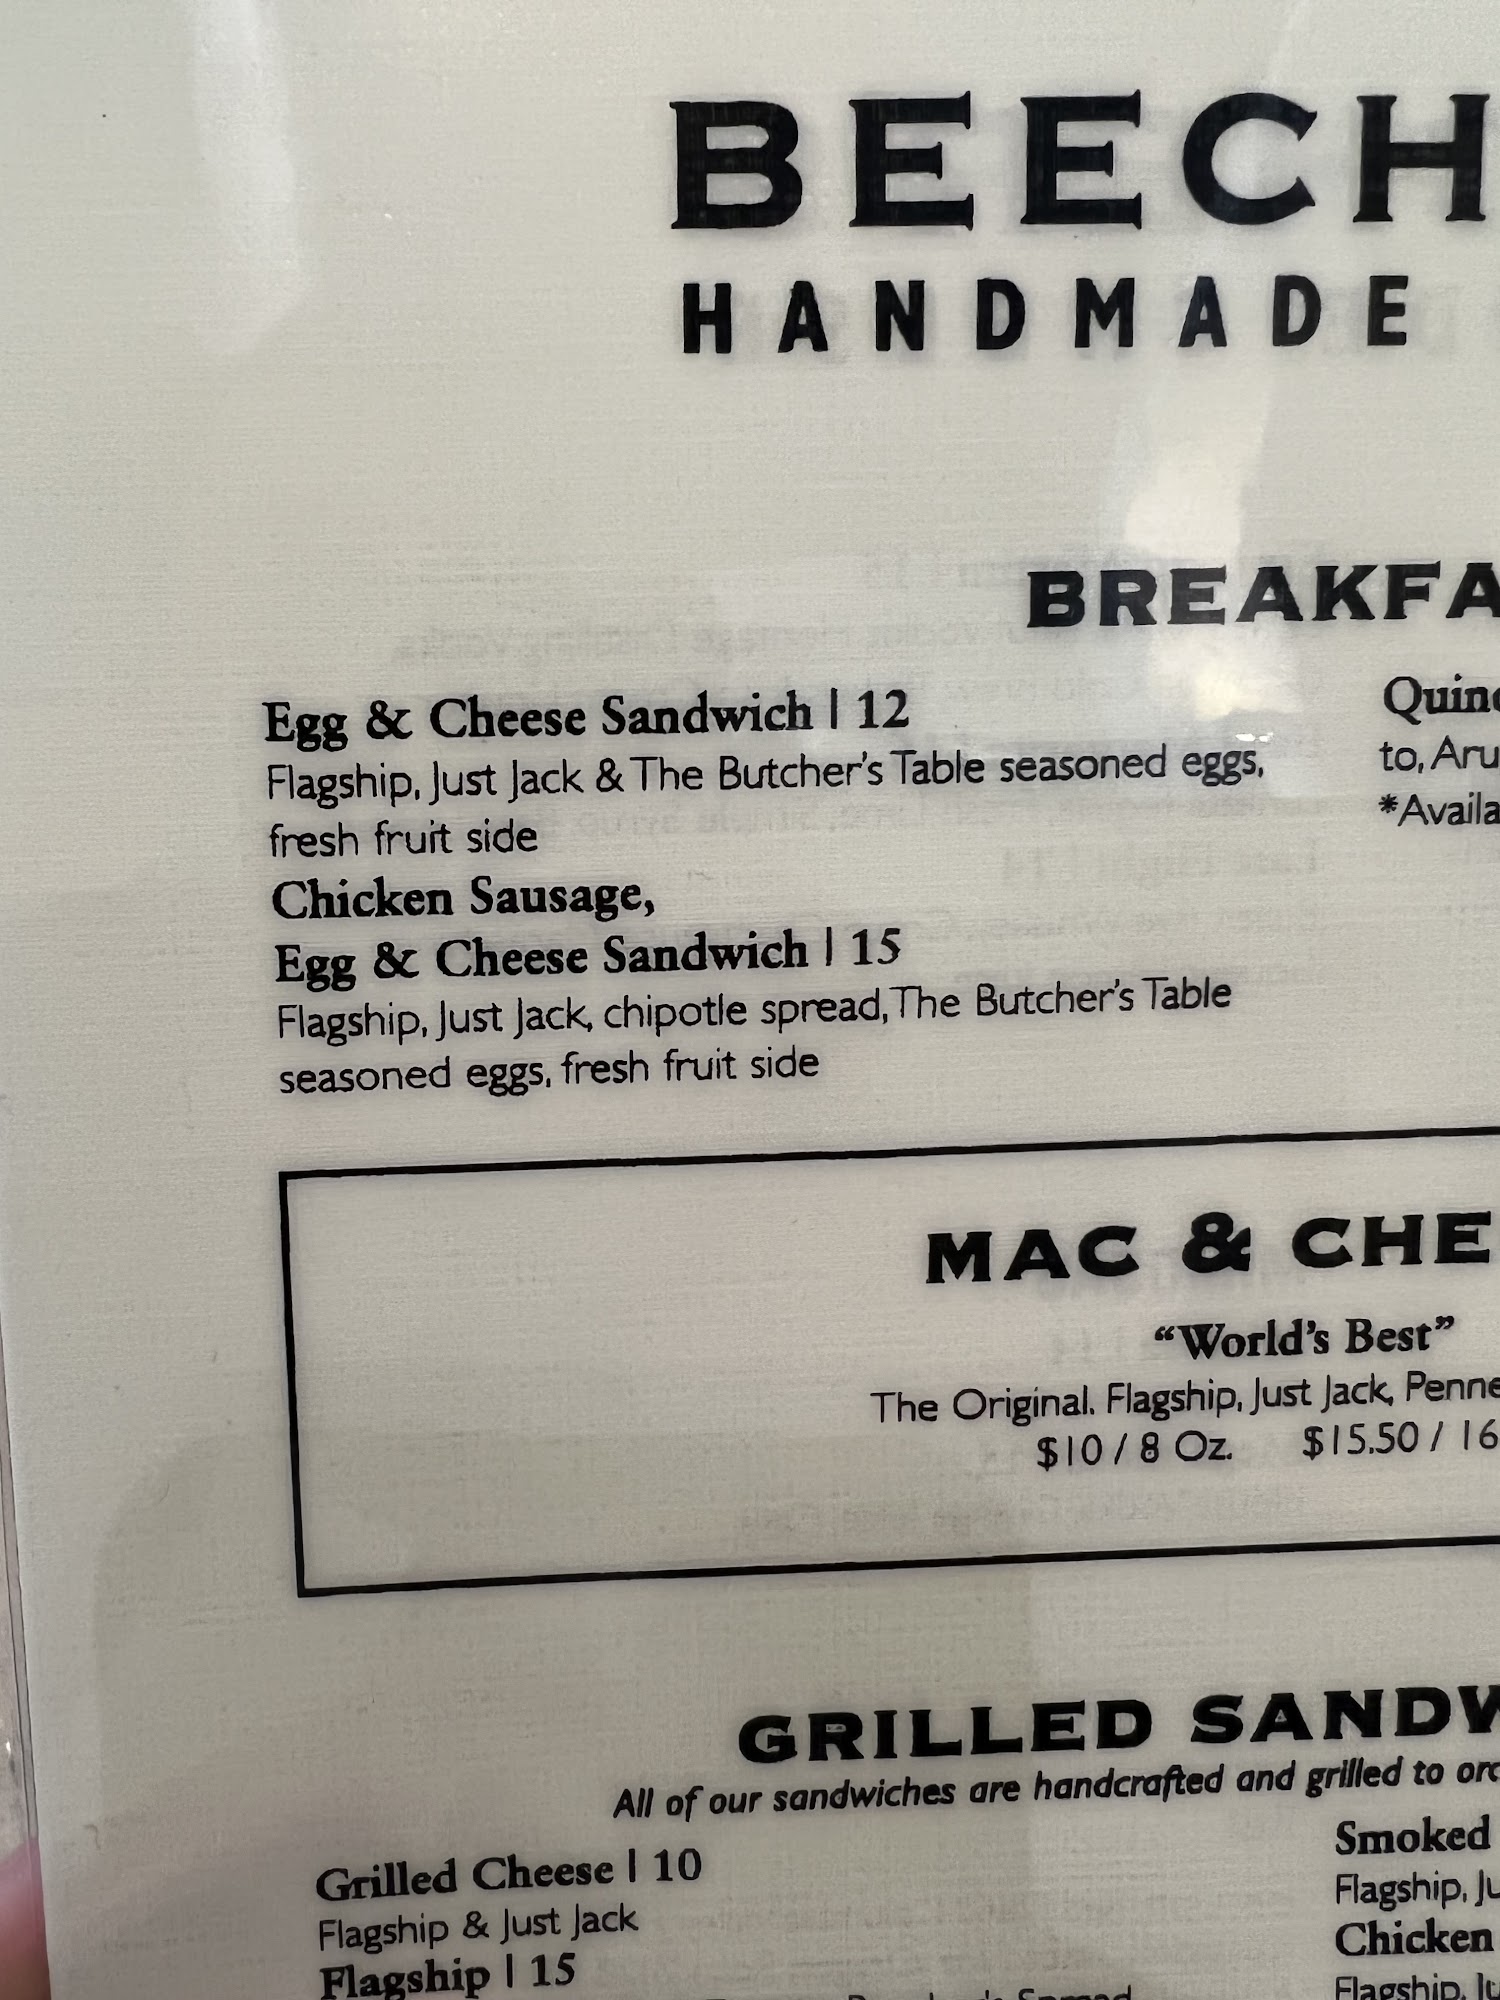 BEECH
HANDMADE
BREAKFA
Egg & Cheese Sandwich | 12
Flagship, Just Jack & The Butcher's Table seasoned eggs,
fresh fruit side
Chicken Sausage,
Egg & Cheese Sandwich | 15
Flagship, Just Jack, chipotle spread, The Butcher's Table
seasoned eggs, fresh fruit side
Quin
to, Aru
*Availa
MAC & CHE
“World's Best”
The Original. Flagship, Just Jack, Penne
$10 / 8 Oz. $15.50 / 16
GRILLED SANDW
All of our sandwiches are handcrafted and grilled to orc
Grilled Cheese | 10
Flagship & Just Jack
Flagship | 15
Smoked
Flagship, Ju
Chicken
Flagship, Ju